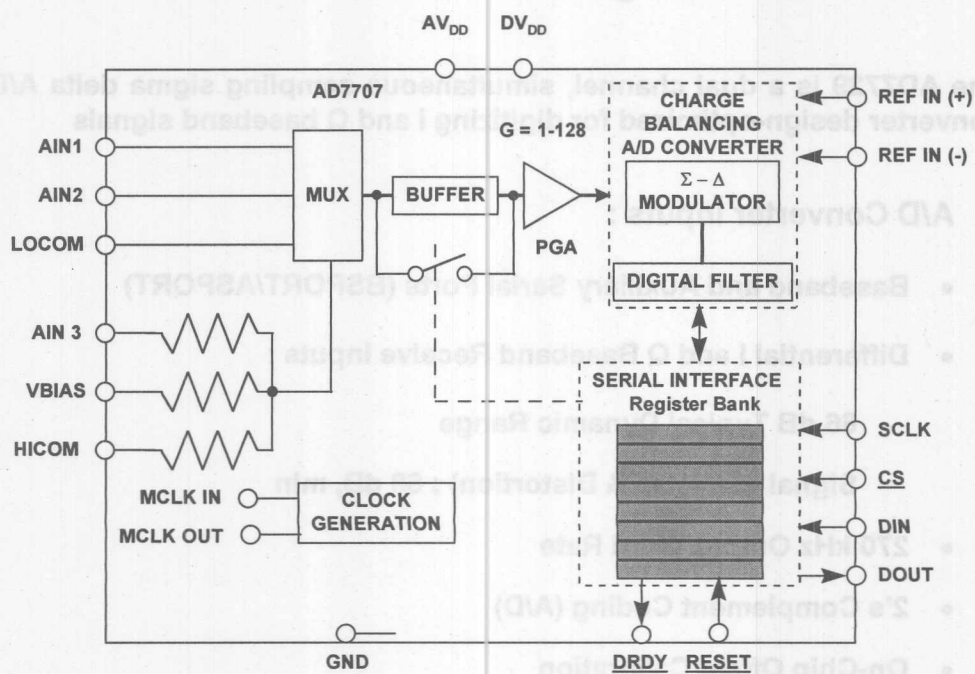 AVDD DVDD
AD7707
CHARGE
BALANCING
A/D CONVERTER
G = 1-128
REF IN (+)
REF IN (-)
AIN1
AIN2
LOCOM
MUX
BUFFER
PGA
Σ – Δ
MODULATOR
DIGITAL FILTER
AIN 3
VBIAS
HICOM
SERIAL INTERFACE
Register Bank
SCLK
CS
DIN
DOUT
MCLK IN
MCLK OUT
CLOCK
GENERATION
GND
DRDY RESET